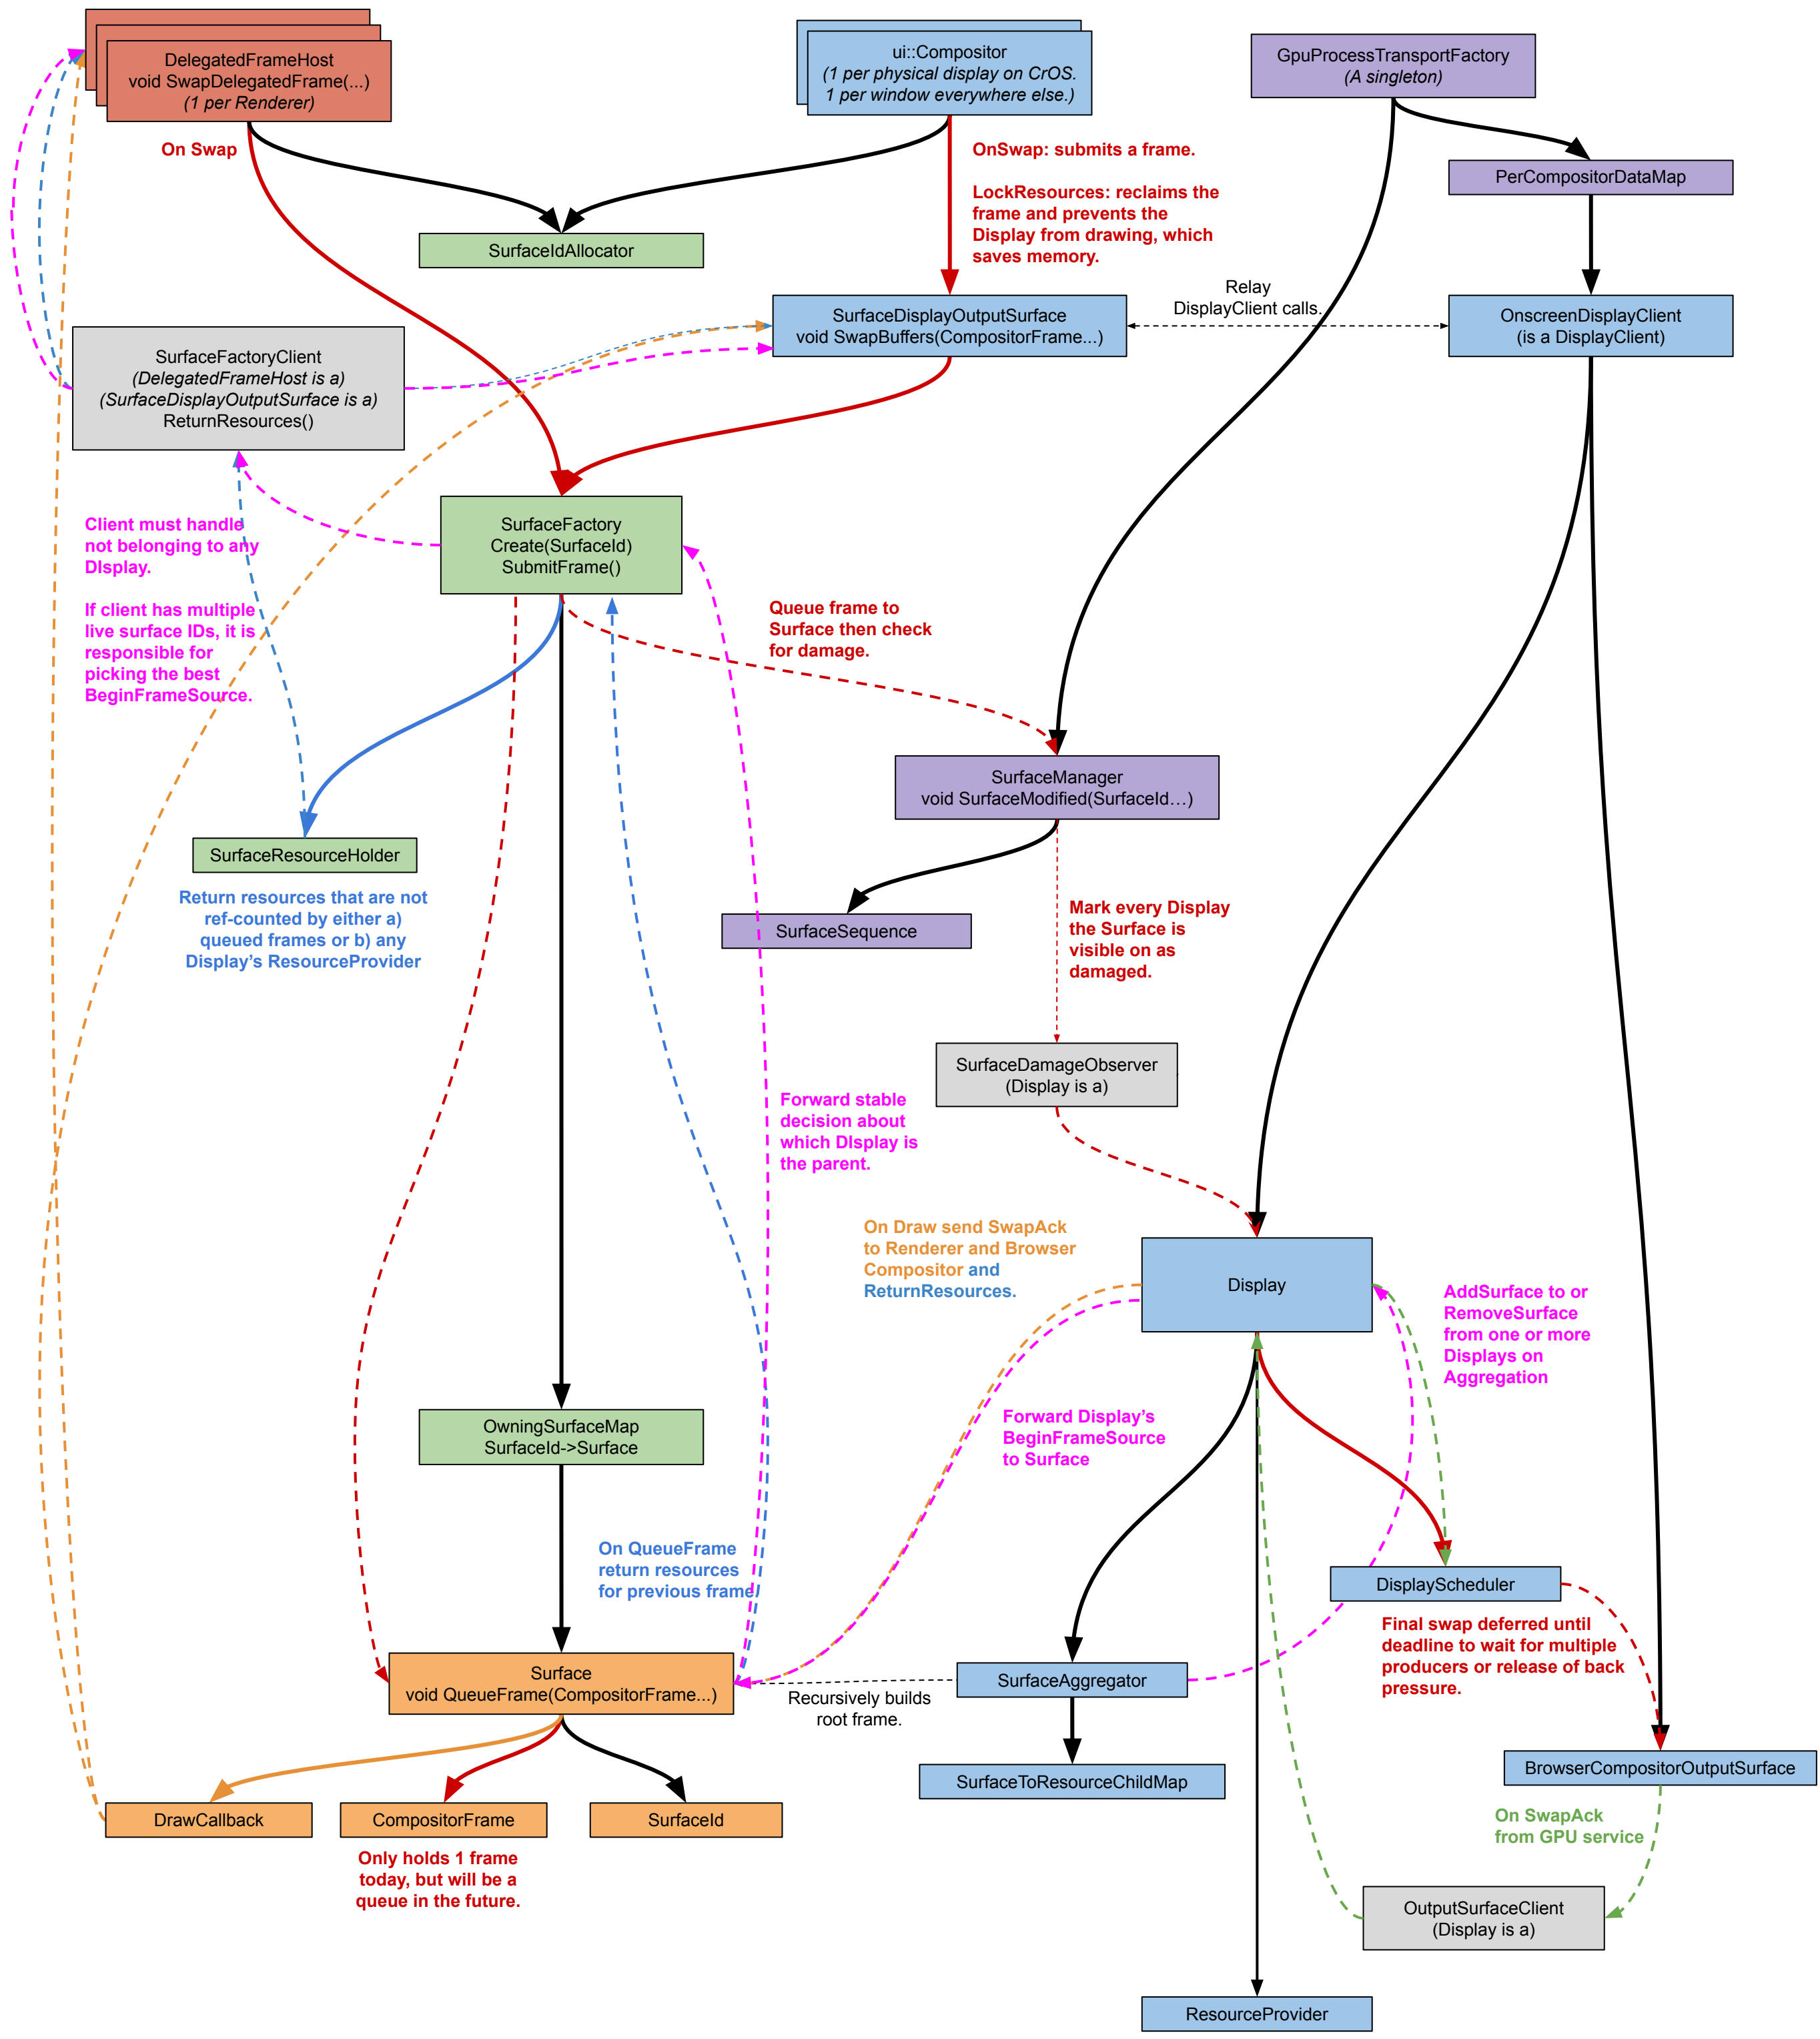 DelegatedFrameHost
void SwapDelegatedFrame(...)
(1 per Renderer)
ui::Compositor
(1 per physical display on CrOS.
1 per window everywhere else.)
GpuProcessTransportFactory
(A singleton)
On Swap
OnSwap: submits a frame.
LockResources: reclaims the
frame and prevents the
Display from drawing, which
saves memory.
PerCompositorDataMap
SurfaceIdAllocator
Relay
DisplayClient calls.
SurfaceDisplayOutputSurface
void SwapBuffers(CompositorFrame...)
OnscreenDisplayClient
(is a DisplayClient)
SurfaceFactoryClient
(DelegatedFrameHost is a)
(SurfaceDisplayOutputSurface is a)
ReturnResources()
Client must handle
not belonging to any
DIsplay.
If client has multiple
live surface IDs, it is
responsible for
picking the best
BeginFrameSource.
SurfaceFactory
Create(SurfaceId)
SubmitFrame()
Queue frame to
Surface then check
for damage.
SurfaceManager
void SurfaceModified(SurfaceId…)
SurfaceResourceHolder
Return resources that are not
ref-counted by either a)
queued frames or b) any
Display’s ResourceProvider
SurfaceSequence
Mark every Display
the Surface is
visible on as
damaged.
SurfaceDamageObserver
(Display is a)
Forward stable
decision about
which DIsplay is
the parent.
On Draw send SwapAck
to Renderer and Browser
Compositor and
ReturnResources.
Display
AddSurface to or
RemoveSurface
from one or more
Displays on
Aggregation
OwningSurfaceMap
SurfaceId->Surface
Forward Display’s
BeginFrameSource
to Surface
On QueueFrame
return resources
for previous frame
DisplayScheduler
Final swap deferred until
deadline to wait for multiple
producers or release of back
pressure.
Surface
void QueueFrame(CompositorFrame...)
Recursively builds
root frame.
SurfaceAggregator
SurfaceToResourceChildMap
BrowserCompositorOutputSurface
DrawCallback
CompositorFrame
SurfaceId
On SwapAck
from GPU service
Only holds 1 frame
today, but will be a
queue in the future.
OutputSurfaceClient
(Display is a)
ResourceProvider